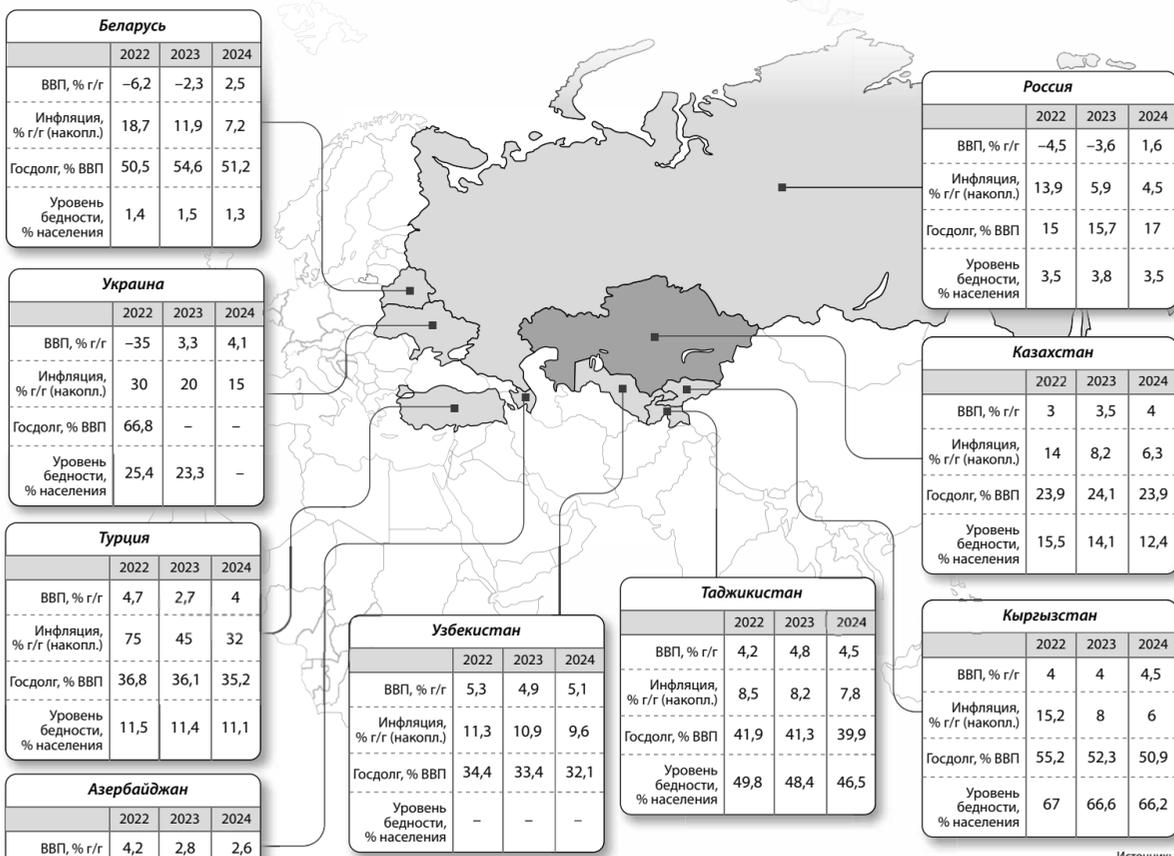 Беларусь
2022 2023 2024
ВВП, % г/г –6,2 –2,3 2,5
Инфляция,
% г/г (накопл.) 18,7 11,9 7,2
Госдолг, % ВВП 50,5 54,6 51,2
Уровень
бедности,
% населения 1,4 1,5 1,3
Россия
2022 2023 2024
ВВП, % г/г –4,5 –3,6 1,6
Инфляция,
% г/г (накопл.) 13,9 5,9 4,5
Госдолг, % ВВП 15 15,7 17
Уровень
бедности,
% населения 3,5 3,8 3,5
Украина
2022 2023 2024
ВВП, % г/г –35 3,3 4,1
Инфляция,
% г/г (накопл.) 30 20 15
Госдолг, % ВВП 66,8 – –
Уровень
бедности,
% населения 25,4 23,3 –
Казахстан
2022 2023 2024
ВВП, % г/г 3 3,5 4
Инфляция,
% г/г (накопл.) 14 8,2 6,3
Госдолг, % ВВП 23,9 24,1 23,9
Уровень
бедности,
% населения 15,5 14,1 12,4
Турция
2022 2023 2024
ВВП, % г/г 4,7 2,7 4
Инфляция,
% г/г (накопл.) 75 45 32
Госдолг, % ВВП 36,8 36,1 35,2
Уровень
бедности,
% населения 11,5 11,4 11,1
Узбекистан
2022 2023 2024
ВВП, % г/г 5,3 4,9 5,1
Инфляция,
% г/г (накопл.) 11,3 10,9 9,6
Госдолг, % ВВП 34,4 33,4 32,1
Уровень
бедности,
% населения – – –
Таджикистан
2022 2023 2024
ВВП, % г/г 4,2 4,8 4,5
Инфляция,
% г/г (накопл.) 8,5 8,2 7,8
Госдолг, % ВВП 41,9 41,3 39,9
Уровень
бедности,
% населения 49,8 48,4 46,5
Кыргызстан
2022 2023 2024
ВВП, % г/г 4 4 4,5
Инфляция,
% г/г (накопл.) 15,2 8 6
Госдолг, % ВВП 55,2 52,3 50,9
Уровень
бедности,
% населения 67 66,6 66,2
Азербайджан
2022 2023 2024
ВВП, % г/г 4,2 2,8 2,6